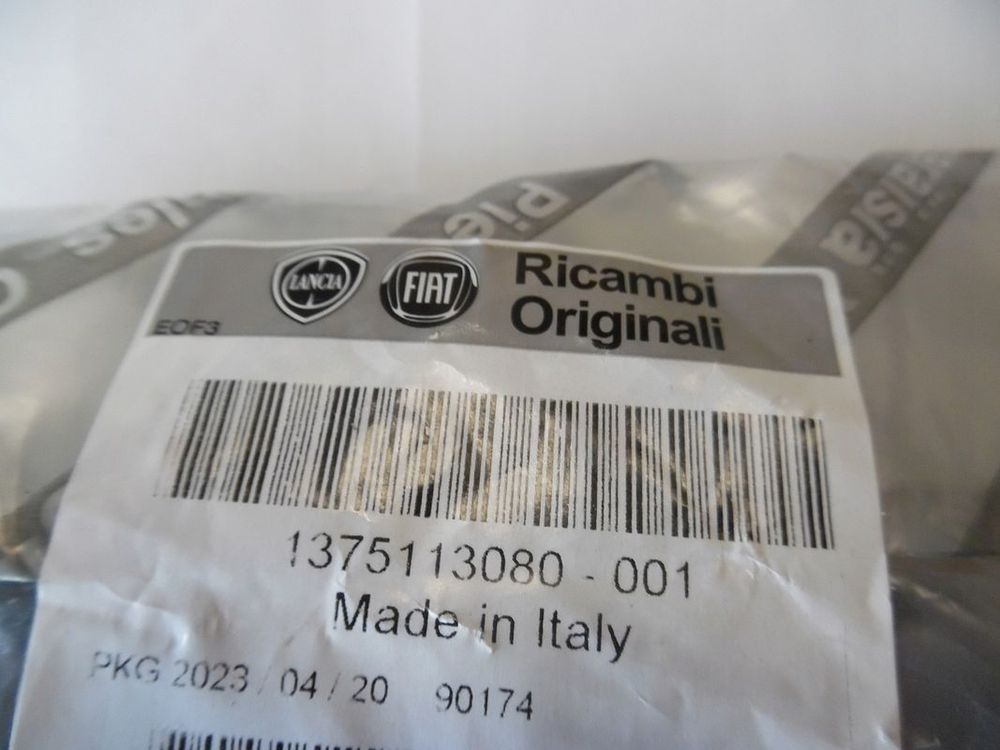 LANCIA
FIAT
Ricambi
Originali
EOF3
1375113080 - 001
Made in Italy
PKG 2023 / 04 / 20 90174